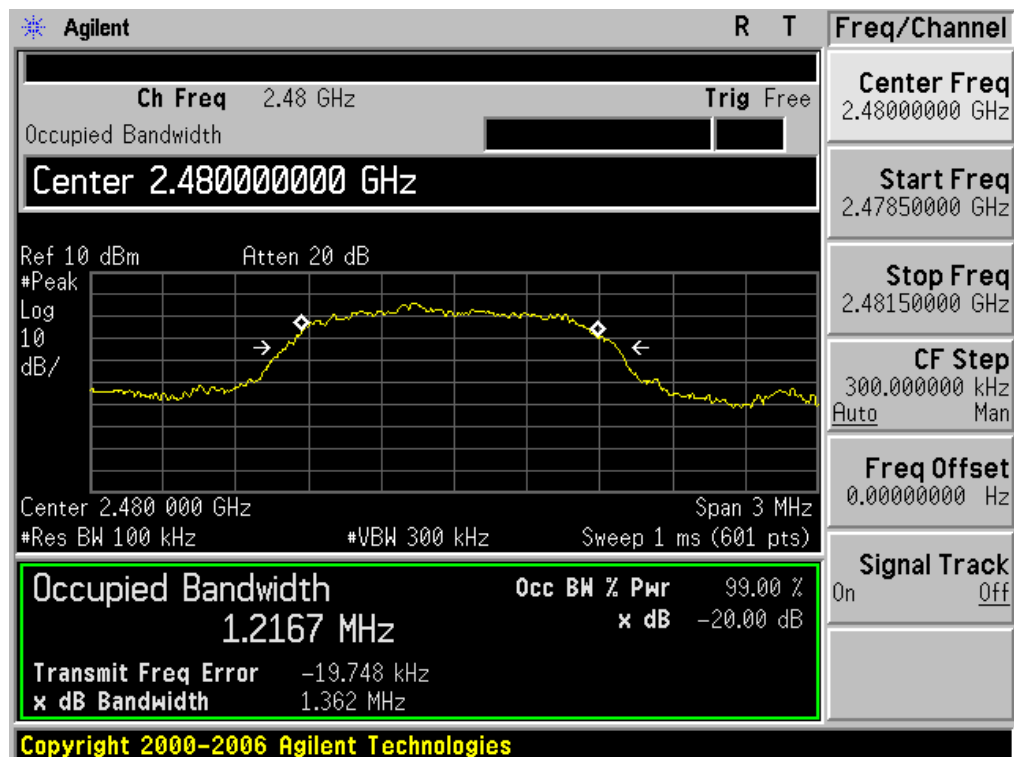 Agilent R T
Ch Freq 2.48 GHz Trig Free
Occupied Bandwidth
Center 2.480000000 GHz
Ref 10 dBm Atten 20 dB
#Peak
Log
10
dB/
Center 2.480 000 GHz Span 3 MHz
#Res BW 100 kHz #VBW 300 kHz Sweep 1 ms (601 pts)
Occupied Bandwidth
1.2167 MHz
Occ BW % Pwr 99.00 %
x dB -20.00 dB
Transmit Freq Error -19.748 kHz
x dB Bandwidth 1.362 MHz
Copyright 2000-2006 Agilent Technologies
Freq/Channel
Center Freq
2.48000000 GHz
Start Freq
2.47850000 GHz
Stop Freq
2.48150000 GHz
CF Step
300.000000 kHz
Auto Man
Freq Offset
0.00000000 Hz
Signal Track
On Off